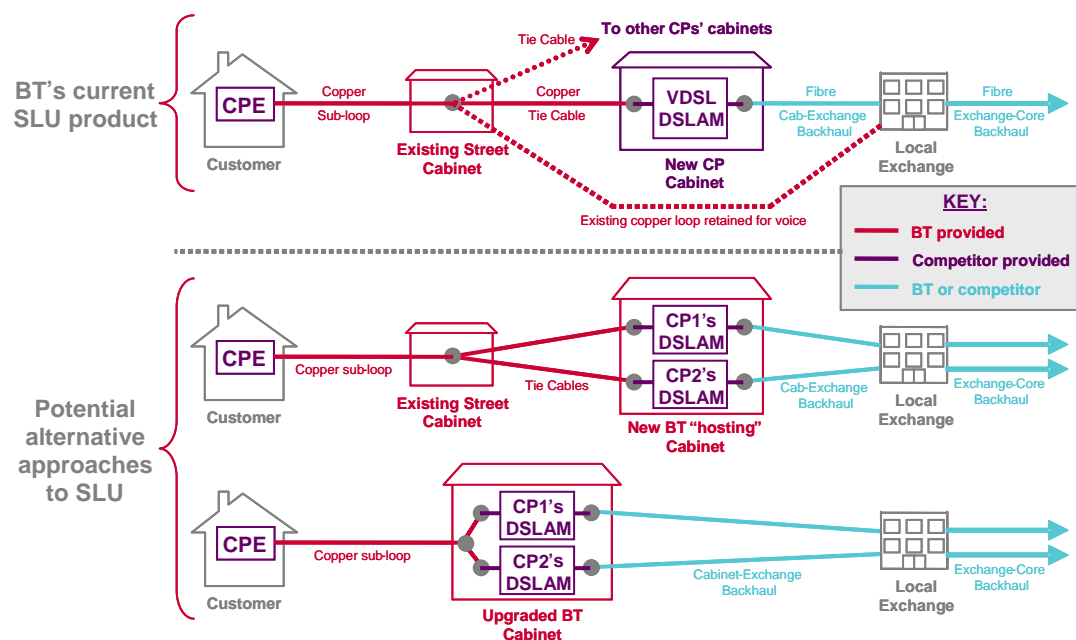 BT's current
SLU product
CPE
Customer
Copper
Sub-loop
Existing Street
Cabinet
Tie Cable
To other CPs' cabinets
Copper
Tie Cable
VDSL
DSLAM
New CP
Cabinet
Fibre
Cab-Exchange
Backhaul
Local
Exchange
Fibre
Exchange-Core
Backhaul
Existing copper loop retained for voice
KEY:
BT provided
Competitor provided
BT or competitor
Potential
alternative
approaches
to SLU
CPE
Customer
Copper sub-loop
Existing Street
Cabinet
Tie Cables
CP1's
DSLAM
CP2's
DSLAM
New BT "hosting"
Cabinet
Cab-Exchange
Backhaul
Local
Exchange
Exchange-Core
Backhaul
CPE
Customer
Copper sub-loop
CP1's
DSLAM
CP2's
DSLAM
Upgraded BT
Cabinet
Cabinet-Exchange
Backhaul
Local
Exchange
Exchange-Core
Backhaul